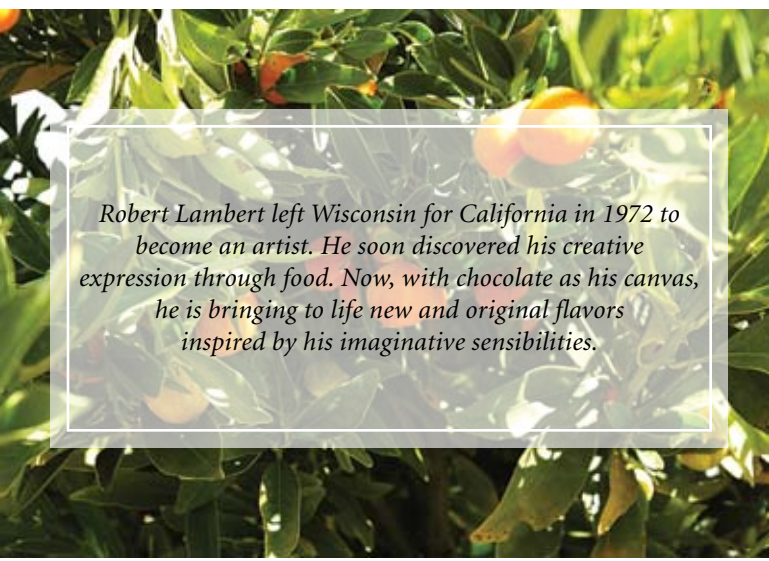 Robert Lambert left Wisconsin for California in 1972 to
become an artist. He soon discovered his creative
expression through food. Now, with chocolate as his canvas,
he is bringing to life new and original flavors
inspired by his imaginative sensibilities.